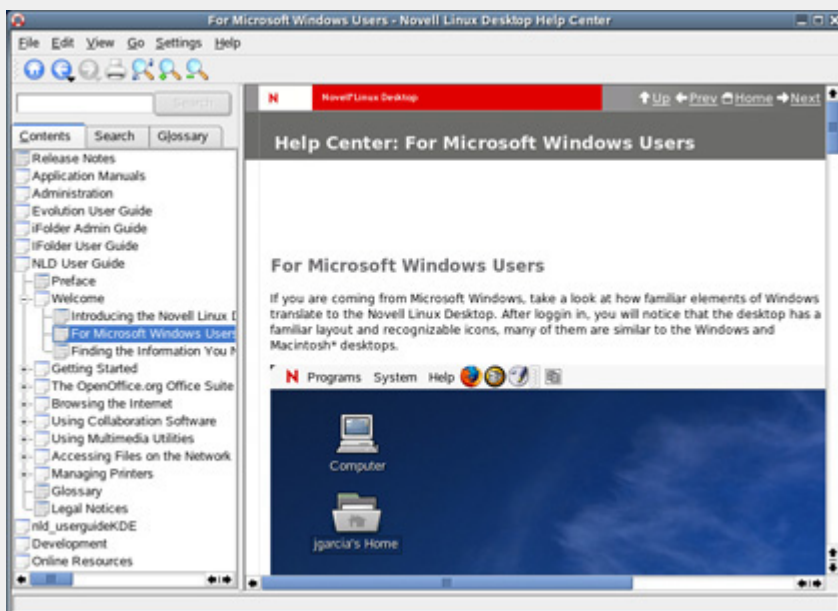 For Microsoft Windows Users - Novell Linux Desktop Help Center
File Edit View Go Settings Help
Search
Contents Search Glossary
Release Notes
Application Manuals
Administration
Evolution User Guide
iFolder Admin Guide
IFolder User Guide
NLD User Guide
Preface
Welcome
Introducing the Novell Linux
For Microsoft Windows Users
Finding the Information You
Getting Started
The OpenOffice.org Office Suite
Browsing the Internet
Using Collaboration Software
Using Multimedia Utilities
Accessing Files on the Network
Managing Printers
Glossary
Legal Notices
nld_userguideKDE
Development
Online Resources
N Novell Linux Desktop Up Prev Home Next
Help Center: For Microsoft Windows Users
For Microsoft Windows Users
If you are coming from Microsoft Windows, take a look at how familiar elements of Windows
translate to the Novell Linux Desktop. After loggin in, you will notice that the desktop has a
familiar layout and recognizable icons, many of them are similar to the Windows and
Macintosh* desktops.
N Programs System Help
Computer
jgarcia's Home